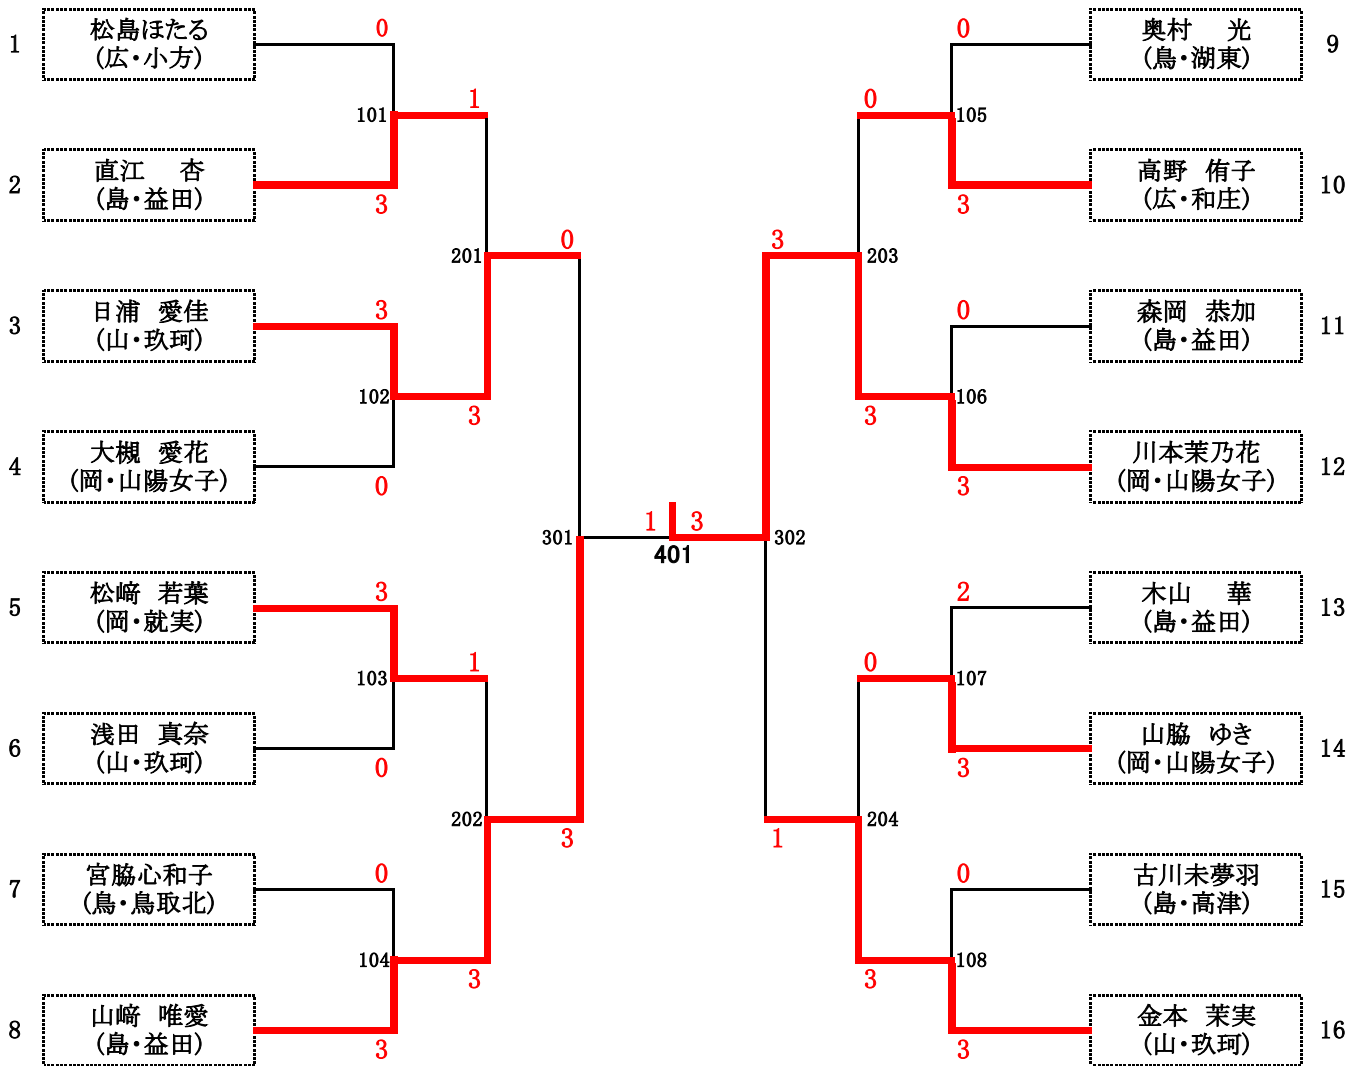 1
松島ほたる
(広・小方)
0
101
1
2
直江　杏
(島・益田)
3
201
0
3
日浦　愛佳
(山・玖珂)
3
102
3
4
大槻　愛花
(岡・山陽女子)
0
301
1
401
5
松﨑　若葉
(岡・就実)
3
103
1
6
浅田　真奈
(山・玖珂)
0
202
3
7
宮脇心和子
(鳥・鳥取北)
0
104
3
8
山﨑　唯愛
(島・益田)
3
0
奥村　光
(鳥・湖東)
9
0
105
3
高野　侑子
(広・和庄)
10
3
203
0
森岡　恭加
(島・益田)
11
3
106
3
川本茉乃花
(岡・山陽女子)
12
3
302
2
木山　華
(島・益田)
13
0
107
3
山脇　ゆき
(岡・山陽女子)
14
1
204
0
古川未夢羽
(島・高津)
15
3
108
3
金本　茉実
(山・玖珂)
16